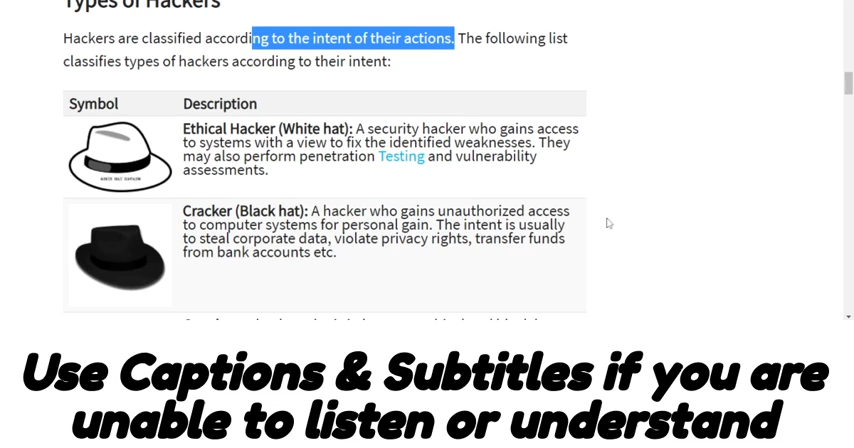 Types of Hackers
Hackers are classified according to the intent of their actions. The following list
classifies types of hackers according to their intent:
Symbol Description
Ethical Hacker (White hat): A security hacker who gains access
to systems with a view to fix the identified weaknesses. They
may also perform penetration Testing and vulnerability
assessments.
Cracker (Black hat): A hacker who gains unauthorized access
to computer systems for personal gain. The intent is usually
to steal corporate data, violate privacy rights, transfer funds
from bank accounts etc.
Use Captions & Subtitles if you are
unable to listen or understand